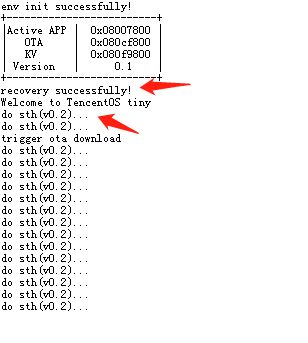 env init successfully!
+------------------+------------------+
|Active APP | 0x08007800
| OTA | 0x080cf800
| KV | 0x080f9800
| Version | 0.1 |
+------------------+------------------+
recovery successfully!
Welcome to TencentOS tiny
do sth(v0.2)...
do sth(v0.2)...
trigger ota download
do sth(v0.2)...
do sth(v0.2)...
do sth(v0.2)...
do sth(v0.2)...
do sth(v0.2)...
do sth(v0.2)...
do sth(v0.2)...
do sth(v0.2)...
do sth(v0.2)...
do sth(v0.2)...
do sth(v0.2)...
do sth(v0.2)...
do sth(v0.2)...